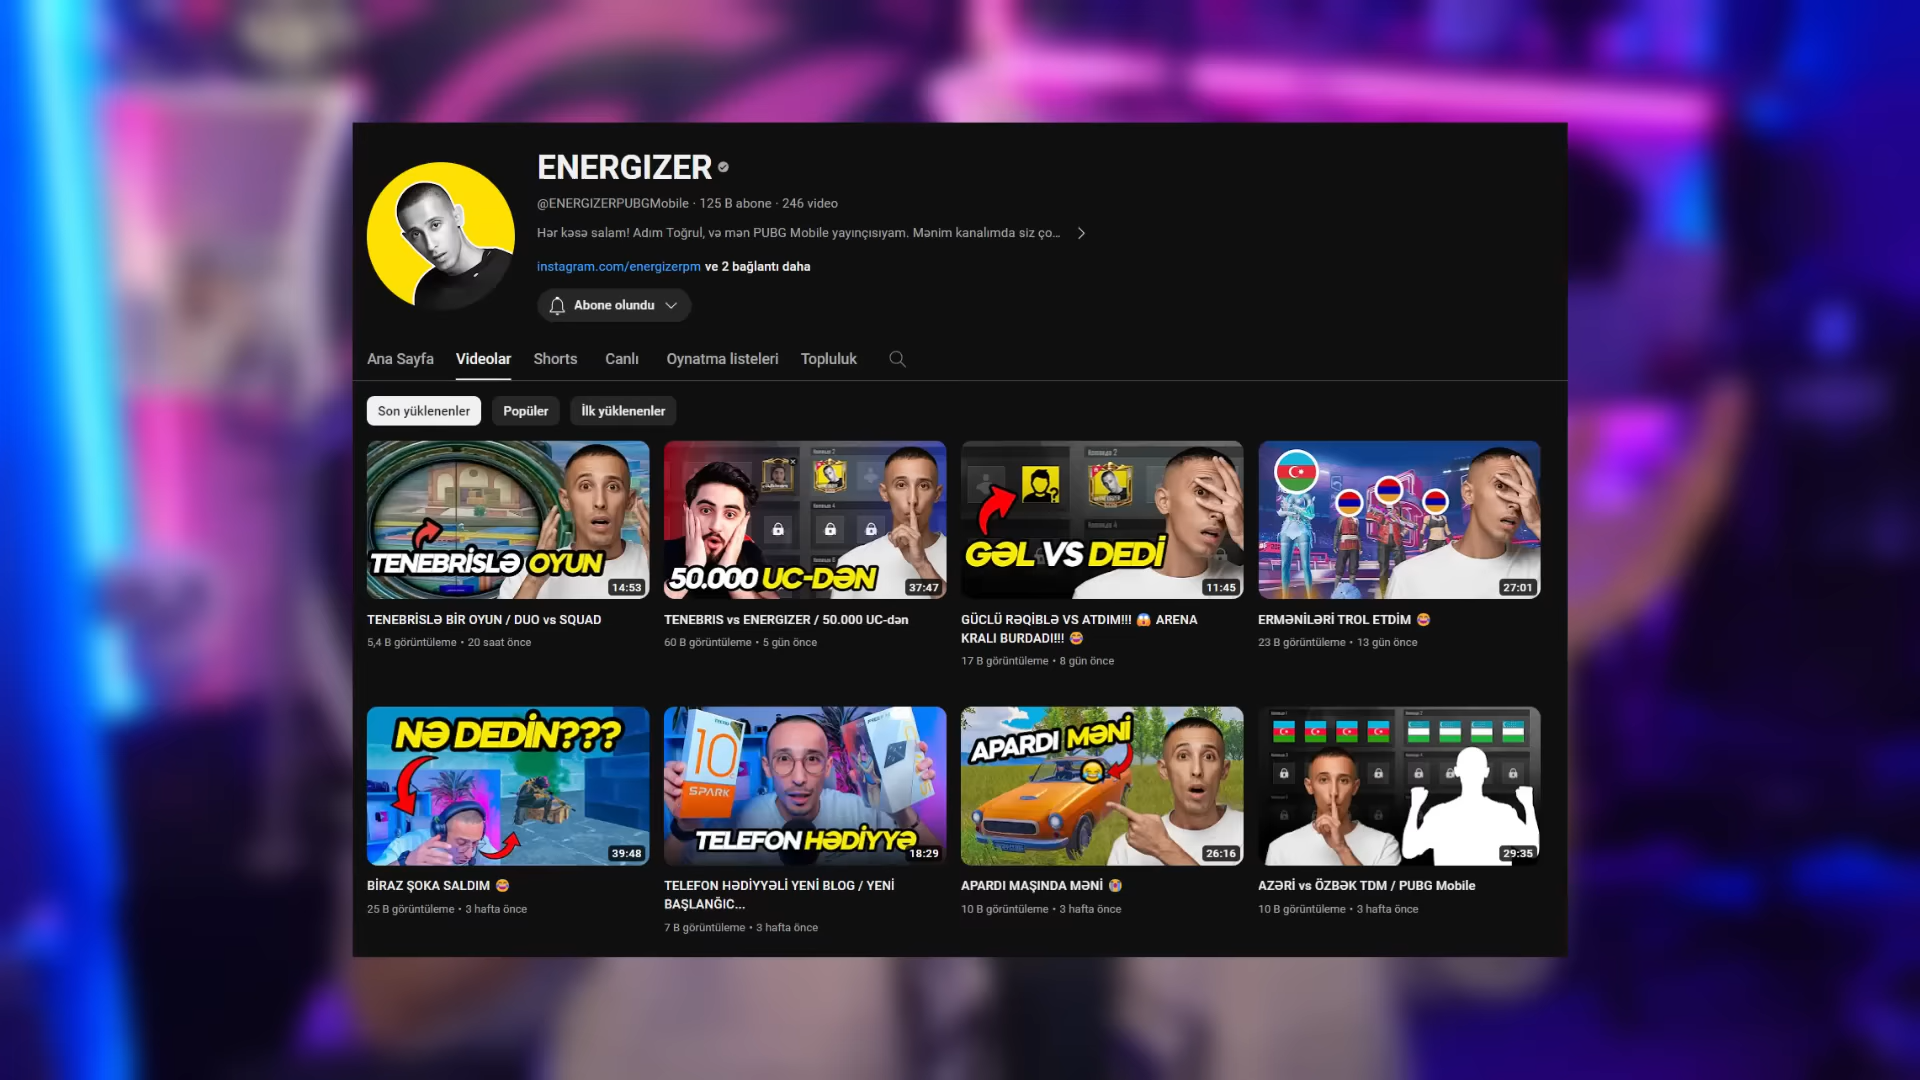 ENERGIZER
@ENERGIZERPUBGMobile · 125 B abone · 246 video
Hər kəsə salam! Adım Toğrul, və mən PUBG Mobile yayınçısıyam. Mənim kanalımda siz ço...
instagram.com/energizerpm ve 2 bağlantı daha
Abone olundu
Ana Sayfa Videolar Shorts Canlı Oynatma listeleri Topluluk
Son yüklenenler Popüler İlk yüklenenler
TENEBRİSLƏ OYUN
14:53
50.000 UC-DƏN
37:47
GƏL VS DEDİ
11:45
27:01
TENEBRİSLƏ BİR OYUN / DUO vs SQUAD
5,4 B görüntüleme • 20 saat önce
TENEBRIS vs ENERGIZER / 50.000 UC-dən
60 B görüntüleme • 5 gün önce
GÜCLÜ RƏQİBLƏ VS ATDIM!!! 😱 ARENA
KRALI BURDADI!!! 😂
17 B görüntüleme • 8 gün önce
ERMƏNİLƏRİ TROL ETDİM 😂
23 B görüntüleme • 13 gün önce
NƏ DEDİN???
39:48
10
SPARK
TELEFON HƏDİYYƏ
18:29
APARDI MƏNİ
26:16
29:35
BİRAZ ŞOKA SALDIM 😂
25 B görüntüleme • 3 hafta önce
TELEFON HƏDİYYƏLİ YENİ BLOG / YENİ
BAŞLANĞIC...
7 B görüntüleme • 3 hafta önce
APARDI MAŞINDA MƏNİ 😭
10 B görüntüleme • 3 hafta önce
AZƏRİ vs ÖZBƏK TDM / PUBG Mobile
10 B görüntüleme • 3 hafta önce